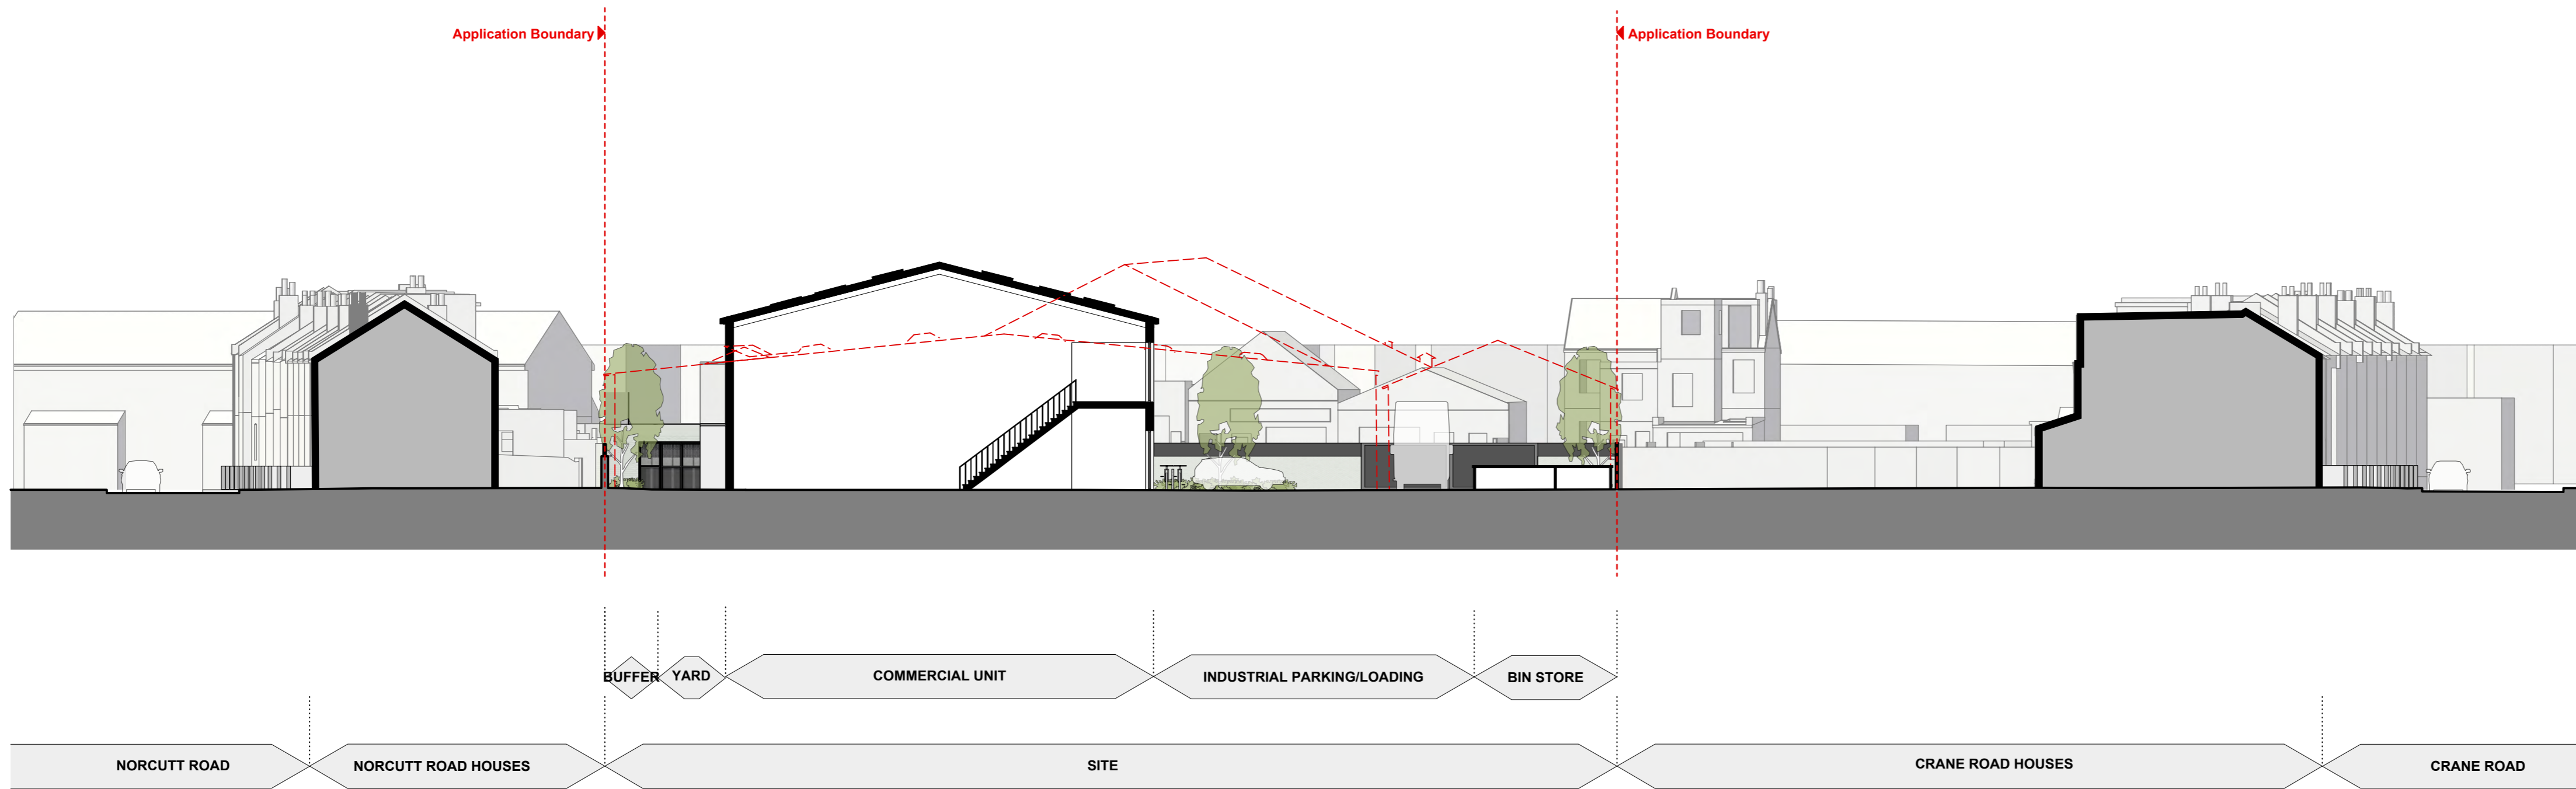 Application Boundary
Application Boundary
BUFFER
YARD
COMMERCIAL UNIT
INDUSTRIAL PARKING/LOADING
BIN STORE
NORCUTT ROAD
NORCUTT ROAD HOUSES
SITE
CRANE ROAD HOUSES
CRANE ROAD